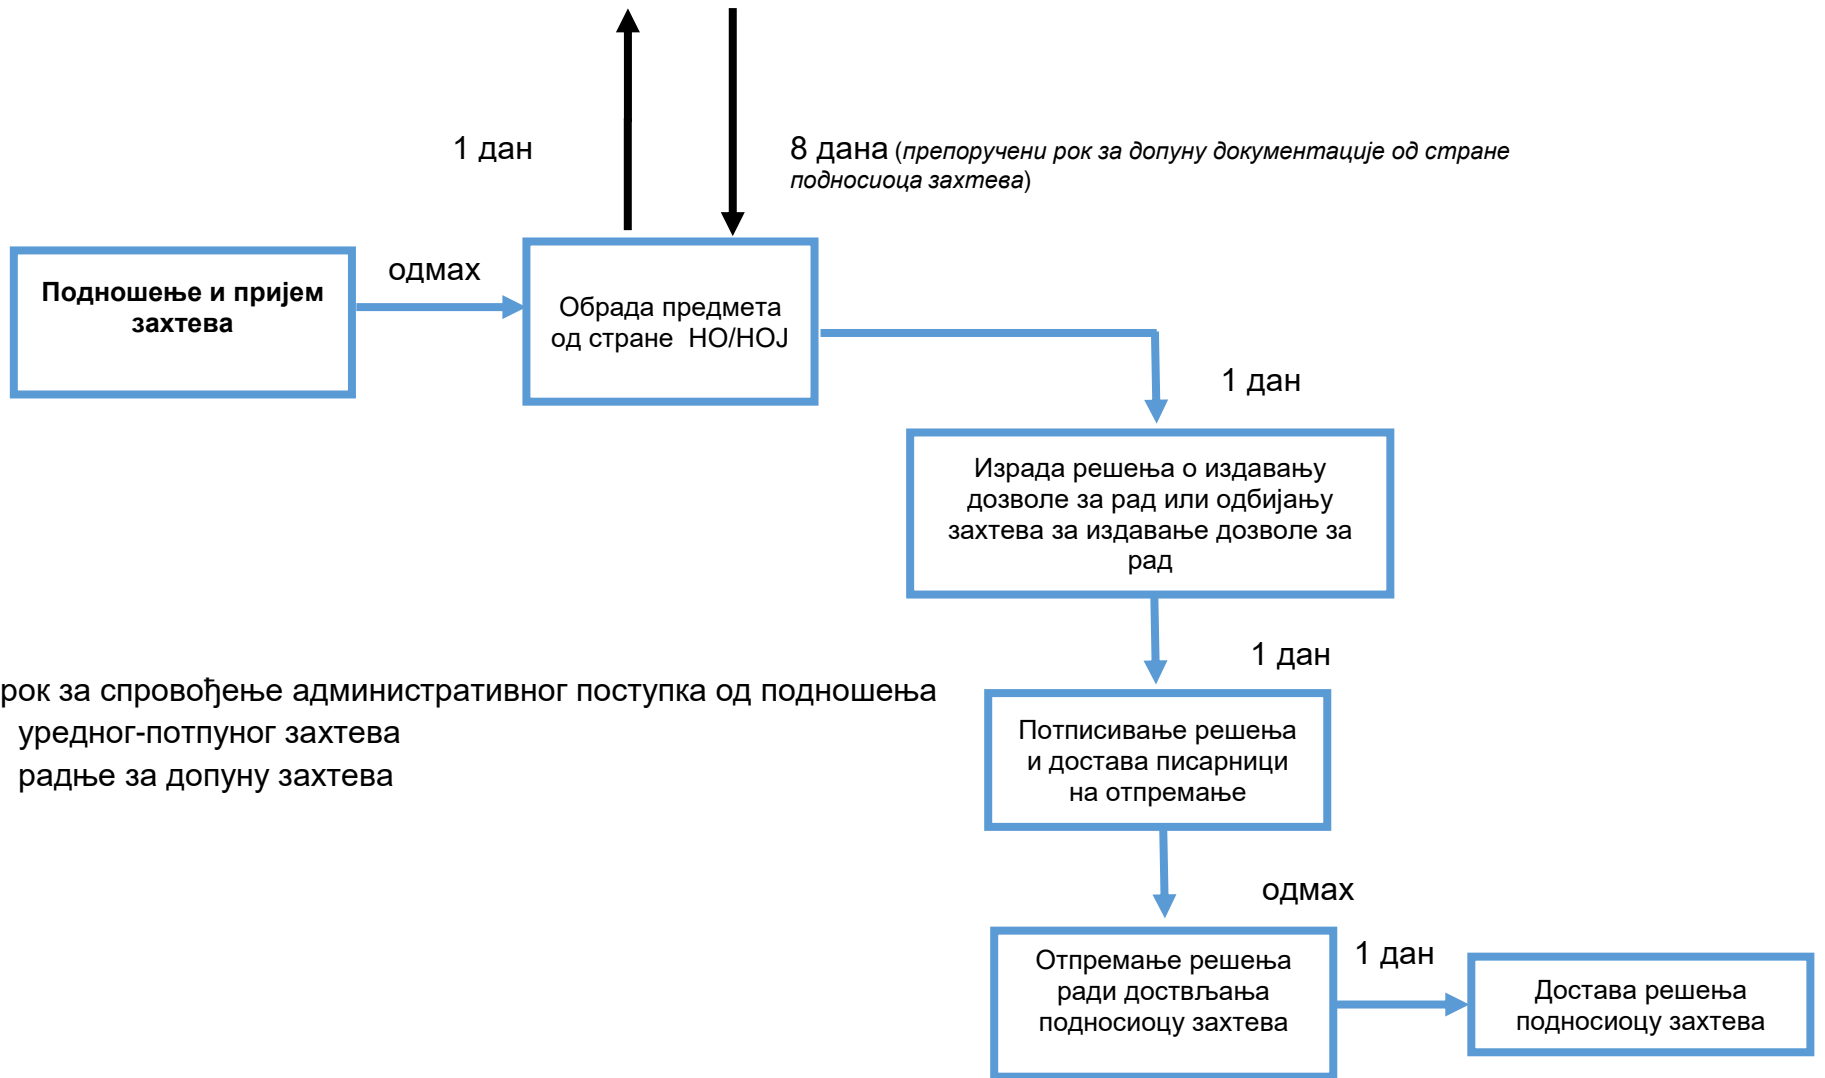 1 дан
8 дана (препоручени рок за допуну документације од стране
подносиоца захтева)
Подношење и пријем
захтева
одмах
Обрада предмета
од стране НО/НОЈ
1 дан
Израда решења о издавању
дозволе за рад или одбијању
захтева за издавање дозволе за
рад
1 дан
рок за спровођење административног поступка од подношења
уредног-потпуног захтева
радње за допуну захтева
Потписивање решења
и достава писарници
на отпремање
одмах
Отпремање решења
ради доствљања
подносиоцу захтева
1 дан
Достава решења
подносиоцу захтева